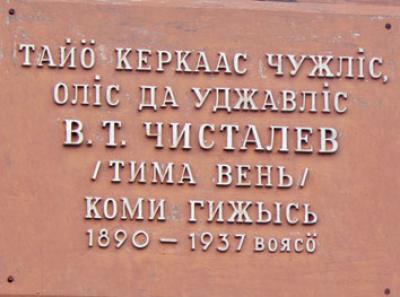 ТАЙӦ КЕРКААС ЧУЖЛІС,
ОЛІС ДА УДЖАВЛІС
В. Т. ЧИСТАЛЕВ
/ТИМА ВЕНЬ/
КОМИ ГИЖЫСЬ
1890 – 1937 ВОЯСӦ